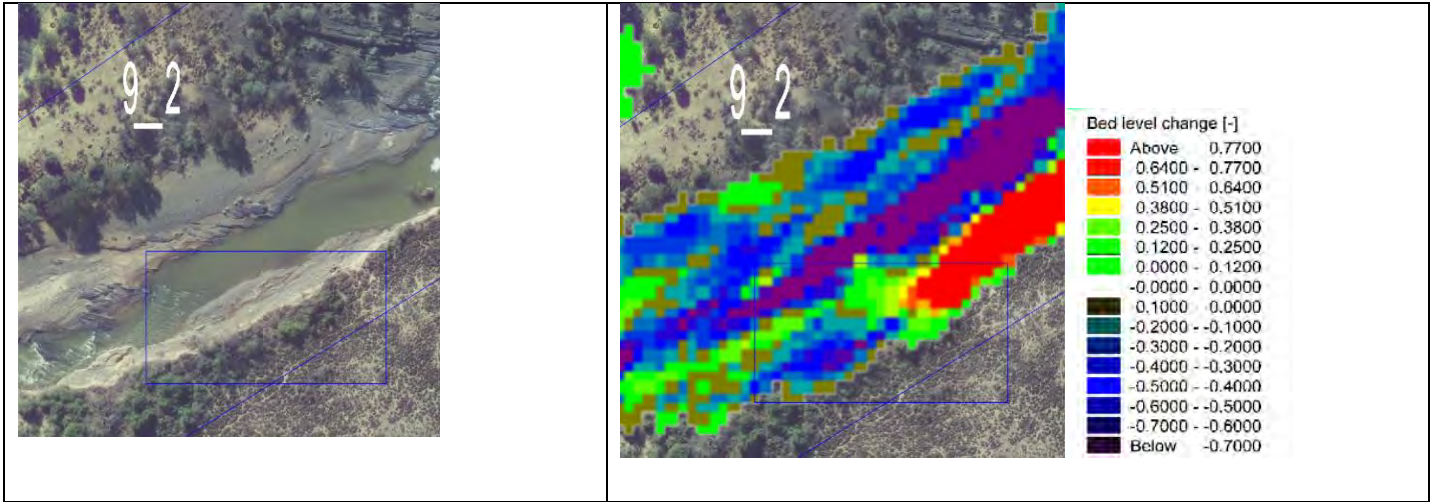 9_2
9_2
Bed level change [-]
Above 0.7700
0.6400 - 0.7700
0.5100 - 0.6400
0.3800 - 0.5100
0.2500 - 0.3800
0.1200 - 0.2500
0.0000 - 0.1200
-0.0000 - 0.0000
-0.1000 - -0.0000
-0.2000 - -0.1000
-0.3000 - -0.2000
-0.4000 - -0.3000
-0.5000 - -0.4000
-0.6000 - -0.5000
-0.7000 - -0.6000
Below -0.7000